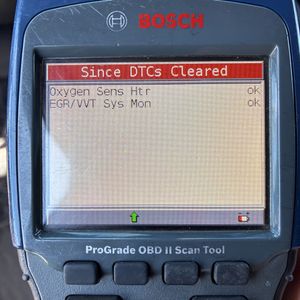 BOSCH
Since DTCs Cleared
Oxygen Sens Htr ok
EGR/VVT Sys Mon ok
ProGrade OBD II Scan Tool